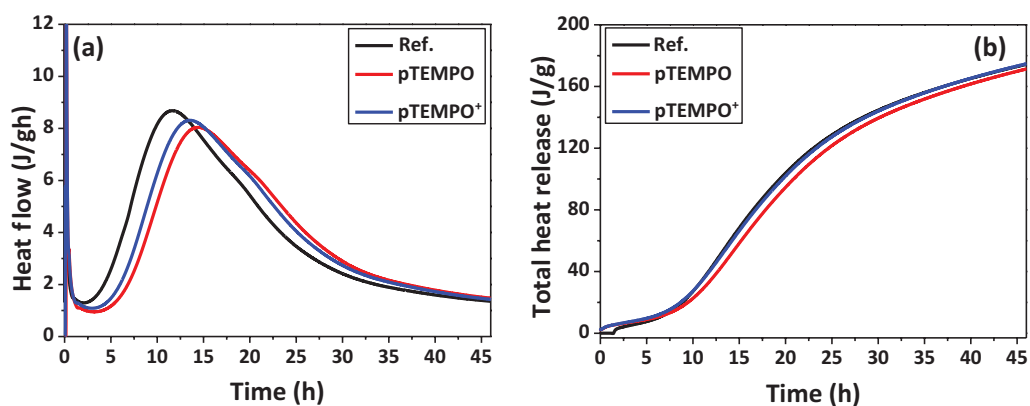 (a)
Ref.
pTEMPO
pTEMPO⁺
Heat flow (J/gh)
12
10
8
6
4
2
0
0 5 10 15 20 25 30 35 40 45
Time (h)
(b)
Ref.
pTEMPO
pTEMPO⁺
Total heat release (J/g)
200
160
120
80
40
0
0 5 10 15 20 25 30 35 40 45
Time (h)